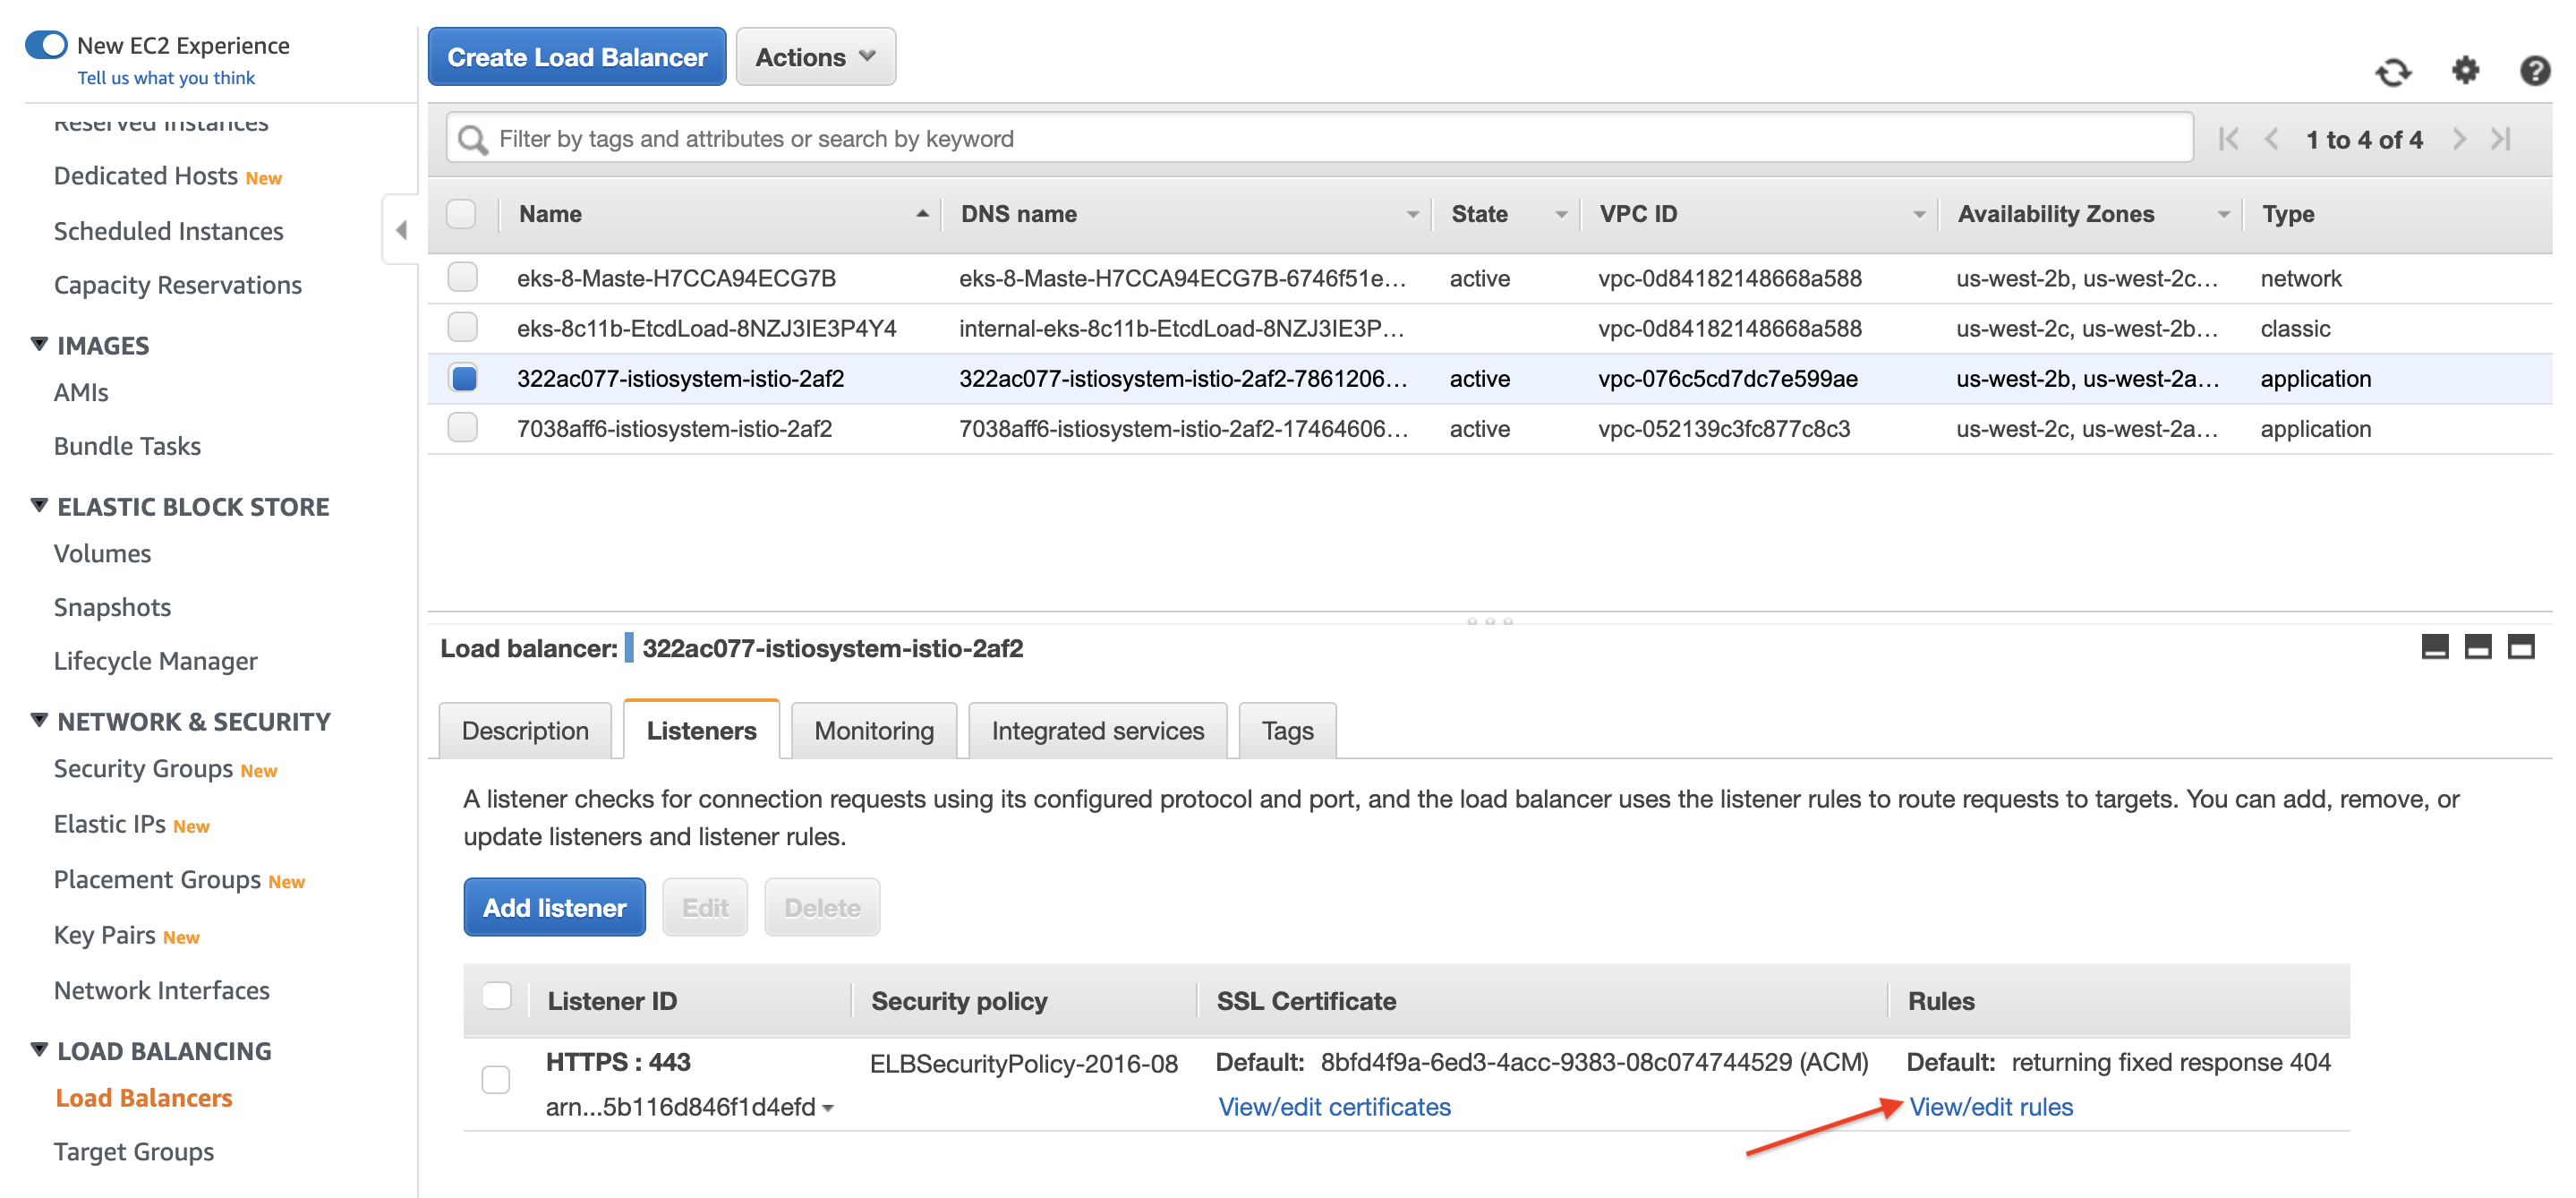 New EC2 Experience
Tell us what you think
Reserved Instances
Dedicated Hosts New
Scheduled Instances
Capacity Reservations
IMAGES
AMIs
Bundle Tasks
ELASTIC BLOCK STORE
Volumes
Snapshots
Lifecycle Manager
NETWORK & SECURITY
Security Groups New
Elastic IPs New
Placement Groups New
Key Pairs New
Network Interfaces
LOAD BALANCING
Load Balancers
Target Groups
Create Load Balancer Actions
Filter by tags and attributes or search by keyword 1 to 4 of 4
Name DNS name State VPC ID Availability Zones Type
eks-8-Maste-H7CCA94ECG7B eks-8-Maste-H7CCA94ECG7B-6746f51e... active vpc-0d84182148668a588 us-west-2b, us-west-2c... network
eks-8c11b-EtcdLoad-8NZJ3IE3P4Y4 internal-eks-8c11b-EtcdLoad-8NZJ3IE3P... vpc-0d84182148668a588 us-west-2c, us-west-2b... classic
322ac077-istiosystem-istio-2af2 322ac077-istiosystem-istio-2af2-7861206... active vpc-076c5cd7dc7e599ae us-west-2b, us-west-2a... application
7038aff6-istiosystem-istio-2af2 7038aff6-istiosystem-istio-2af2-17464606... active vpc-052139c3fc877c8c3 us-west-2c, us-west-2a... application
Load balancer: 322ac077-istiosystem-istio-2af2
Description Listeners Monitoring Integrated services Tags
A listener checks for connection requests using its configured protocol and port, and the load balancer uses the listener rules to route requests to targets. You can add, remove, or
update listeners and listener rules.
Add listener Edit Delete
Listener ID Security policy SSL Certificate Rules
HTTPS : 443 ELBSecurityPolicy-2016-08 Default: 8bfd4f9a-6ed3-4acc-9383-08c074744529 (ACM) Default: returning fixed response 404
arn...5b116d846f1d4efd View/edit certificates View/edit rules